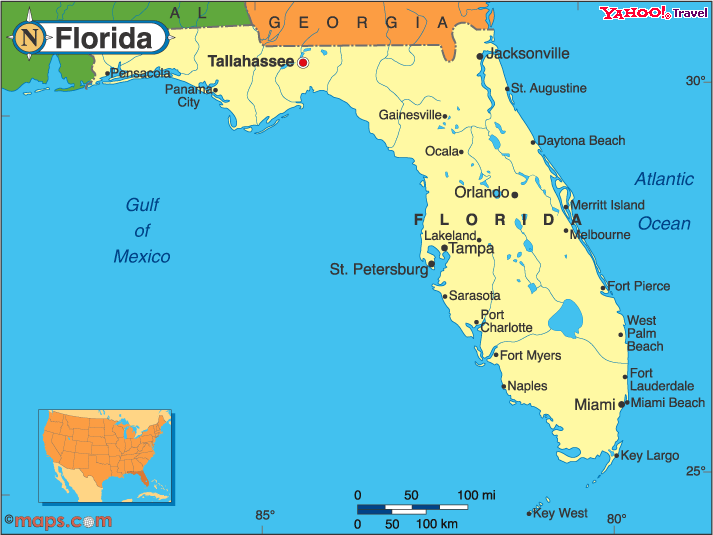 AL
GEORGIA
YAHOO! Travel
N
Florida
Tallahassee
Jacksonville
Pensacola
Panama
City
St. Augustine
30°
Gainesville
Daytona Beach
Ocala
Atlantic
Ocean
Orlando
Merritt Island
Gulf
of
Mexico
FLORIDA
Lakeland
Melbourne
Tampa
St. Petersburg
Fort Pierce
Sarasota
Port
Charlotte
West
Palm
Beach
Fort Myers
Fort
Lauderdale
Naples
Miami
Miami Beach
Key Largo
25°
0 50 100 mi
0 50 100 km
Key West
©maps.com
85°
80°